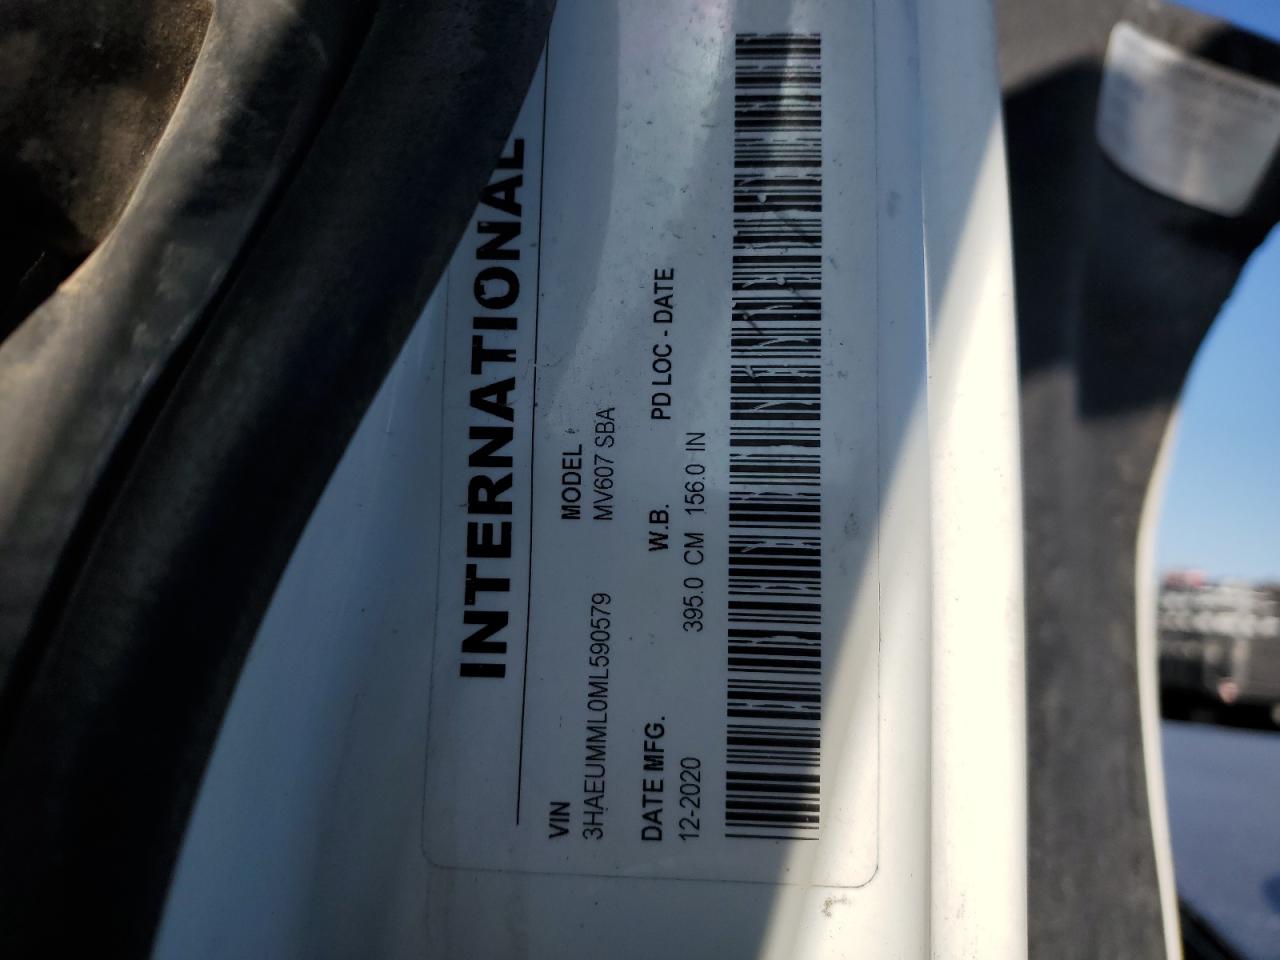 INTERNATIONAL
VIN MODEL
3HAEUMML0ML590579 MV607 SBA
DATE MFG. W.B. PD LOC - DATE
12-2020 395.0 CM 156.0 IN